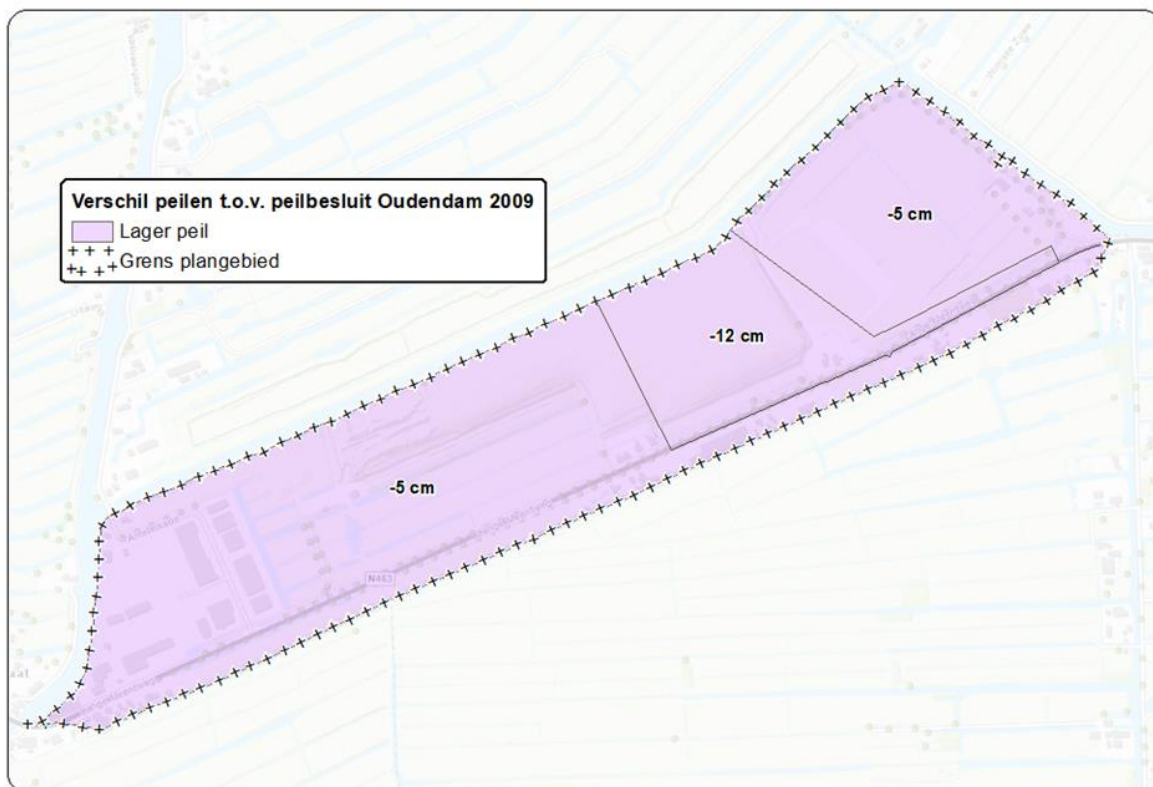 Verschil peilen t.o.v. peilbesluit Oudendam 2009
Lager peil
Grens plangebied
-5 cm
-12 cm
-5 cm
N463